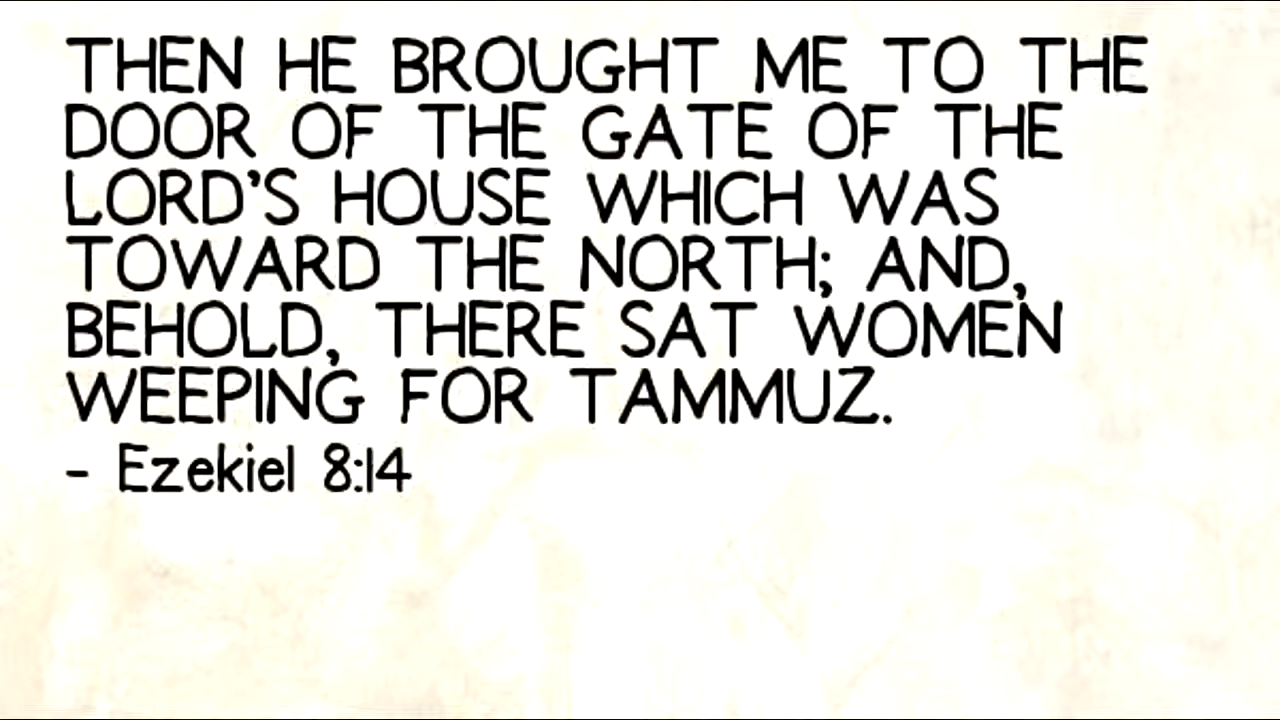 THEN HE BROUGHT ME TO THE
DOOR OF THE GATE OF THE
LORD'S HOUSE WHICH WAS
TOWARD THE NORTH; AND,
BEHOLD, THERE SAT WOMEN
WEEPING FOR TAMMUZ.
- Ezekiel 8:14